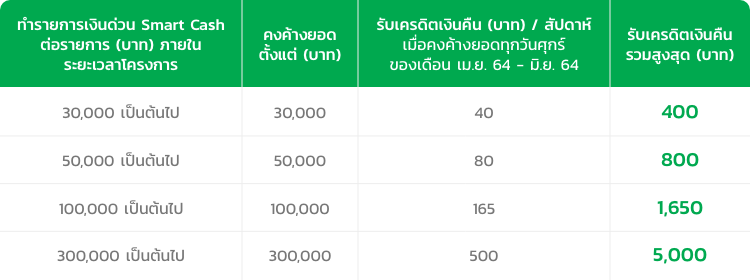 ทำรายการเงินด่วน Smart Cash
ต่อรายการ (บาท) ภายใน
ระยะเวลาโครงการ
คงค้างยอด
ตั้งแต่ (บาท)
รับเครดิตเงินคืน (บาท) / สัปดาห์
เมื่อคงค้างยอดทุกวันศุกร์
ของเดือน เม.ย. 64 - มิ.ย. 64
รับเครดิตเงินคืน
รวมสูงสุด (บาท)
30,000 เป็นต้นไป 30,000 40 400
50,000 เป็นต้นไป 50,000 80 800
100,000 เป็นต้นไป 100,000 165 1,650
300,000 เป็นต้นไป 300,000 500 5,000